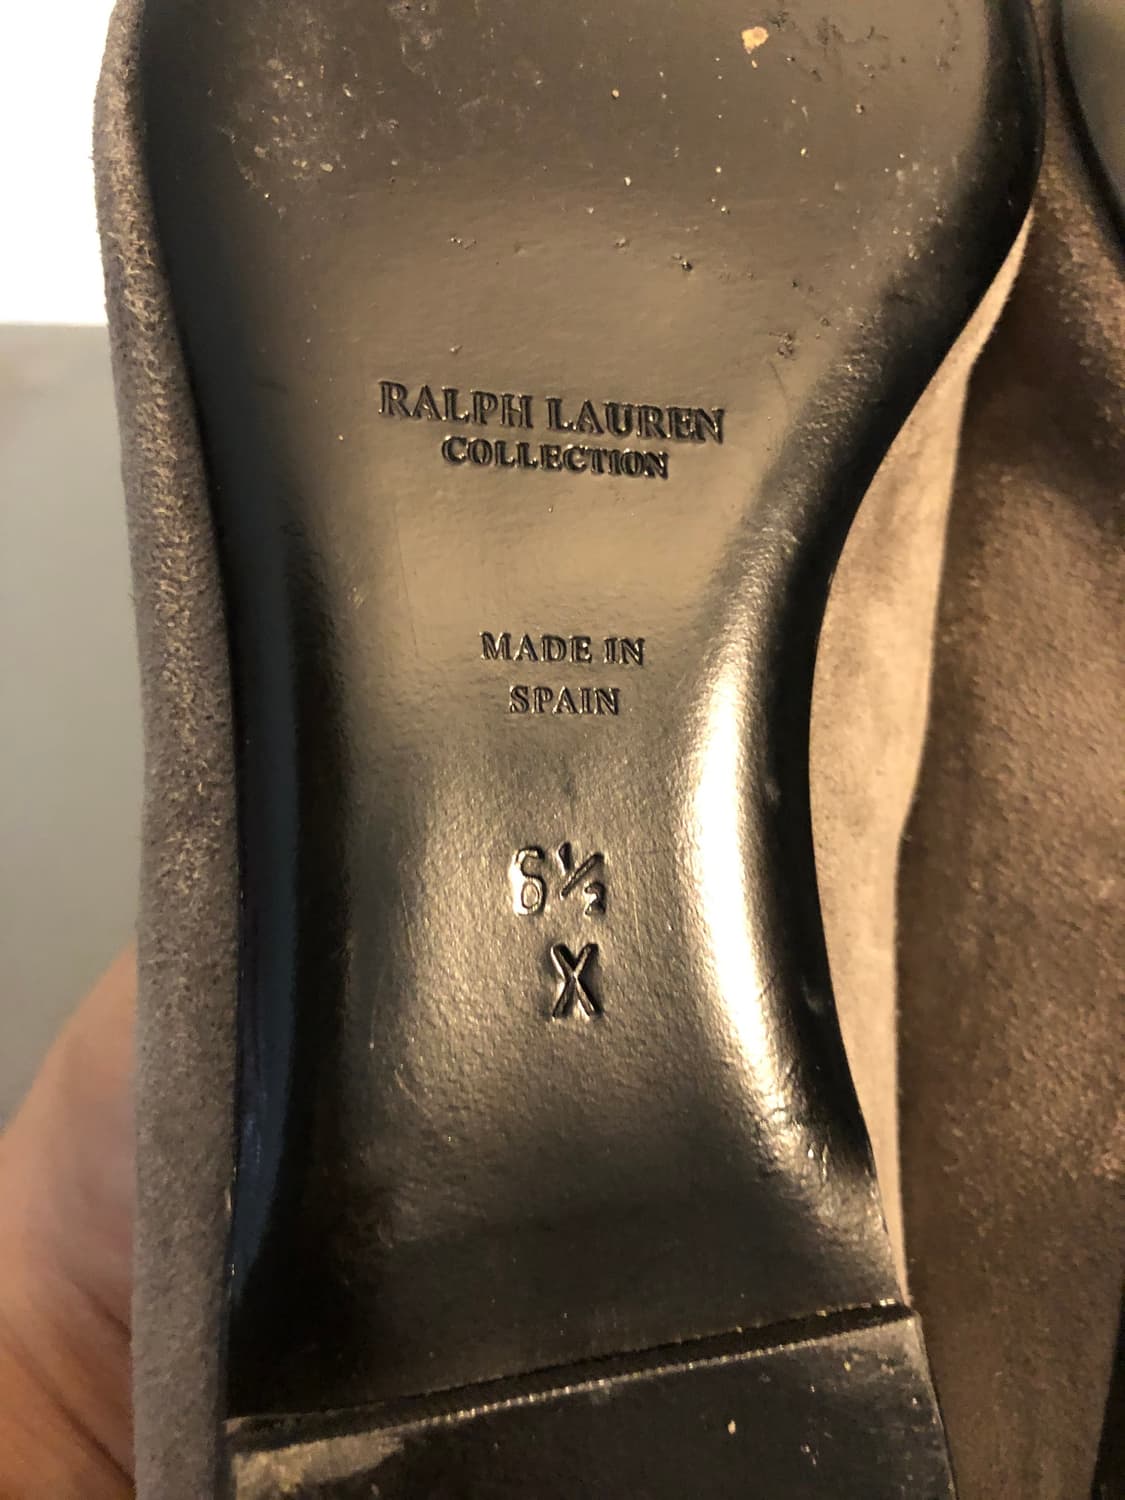 RALPH LAUREN
COLLECTION
MADE IN
SPAIN
6½
X